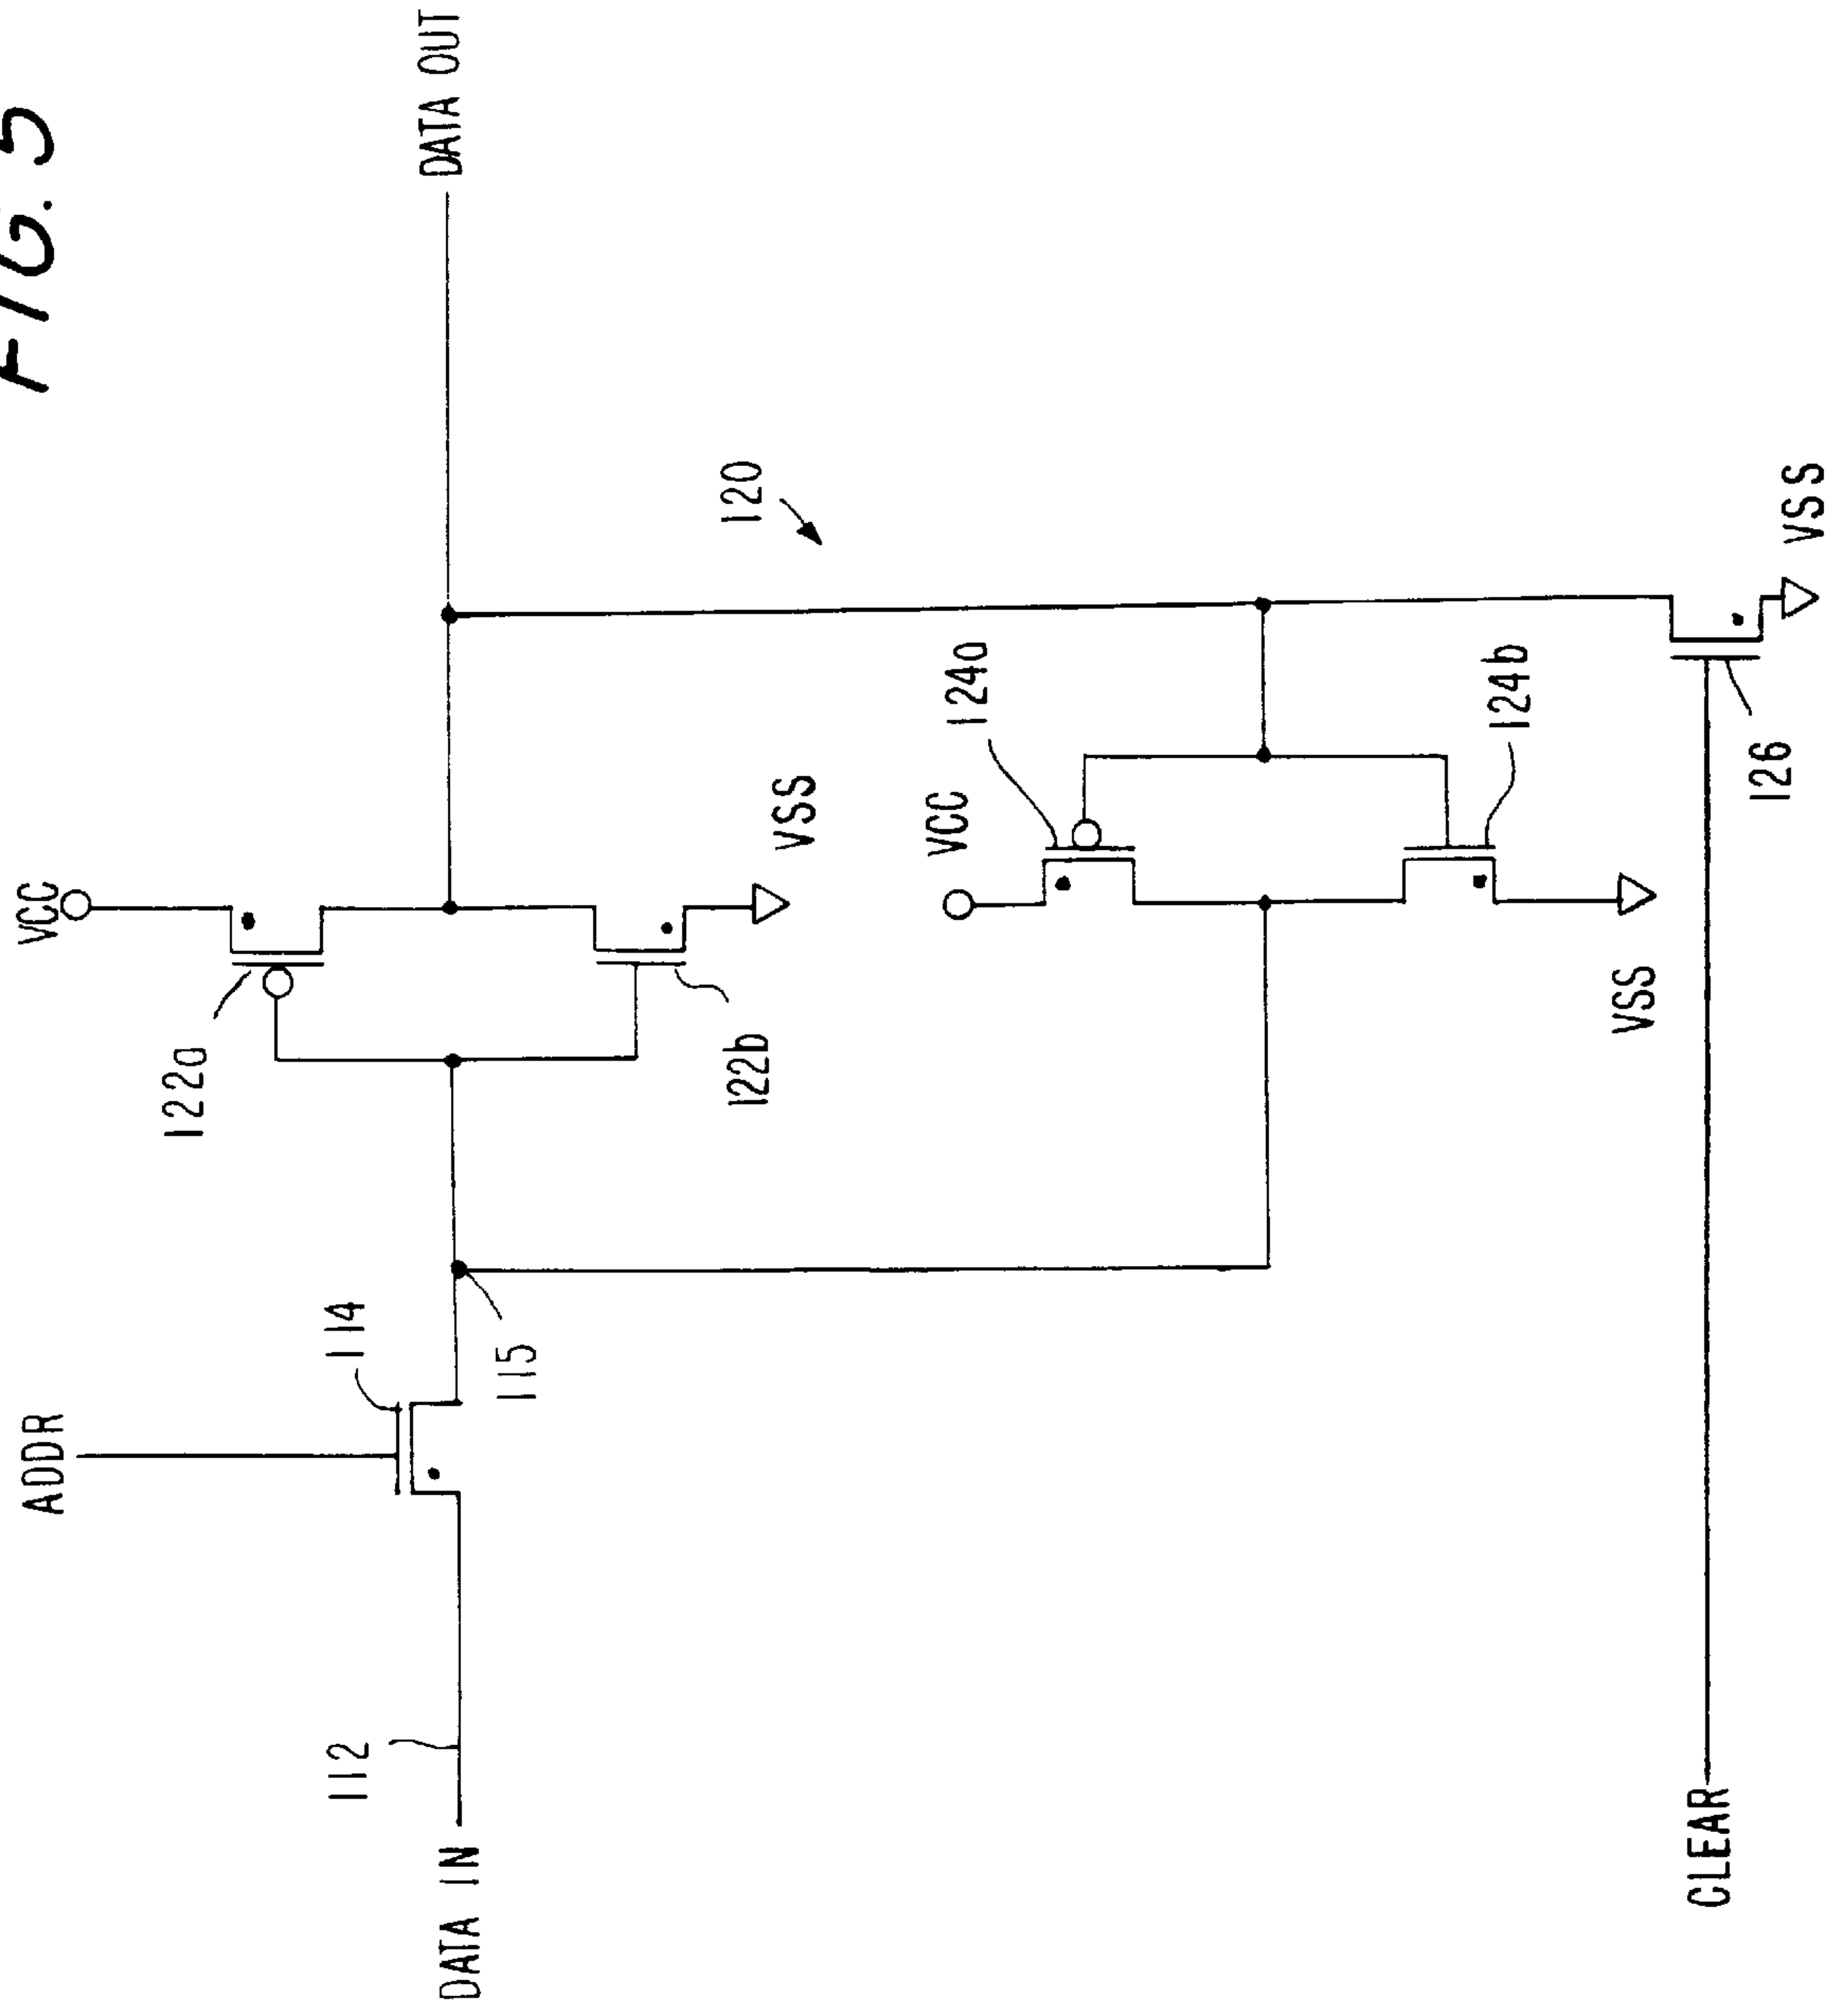 FIG. 5
ADDR
VCC
122a
112
114
DATA IN
DATA OUT
115
122b
VSS
120
VCC
124a
124b
VSS
CLEAR
126
VSS